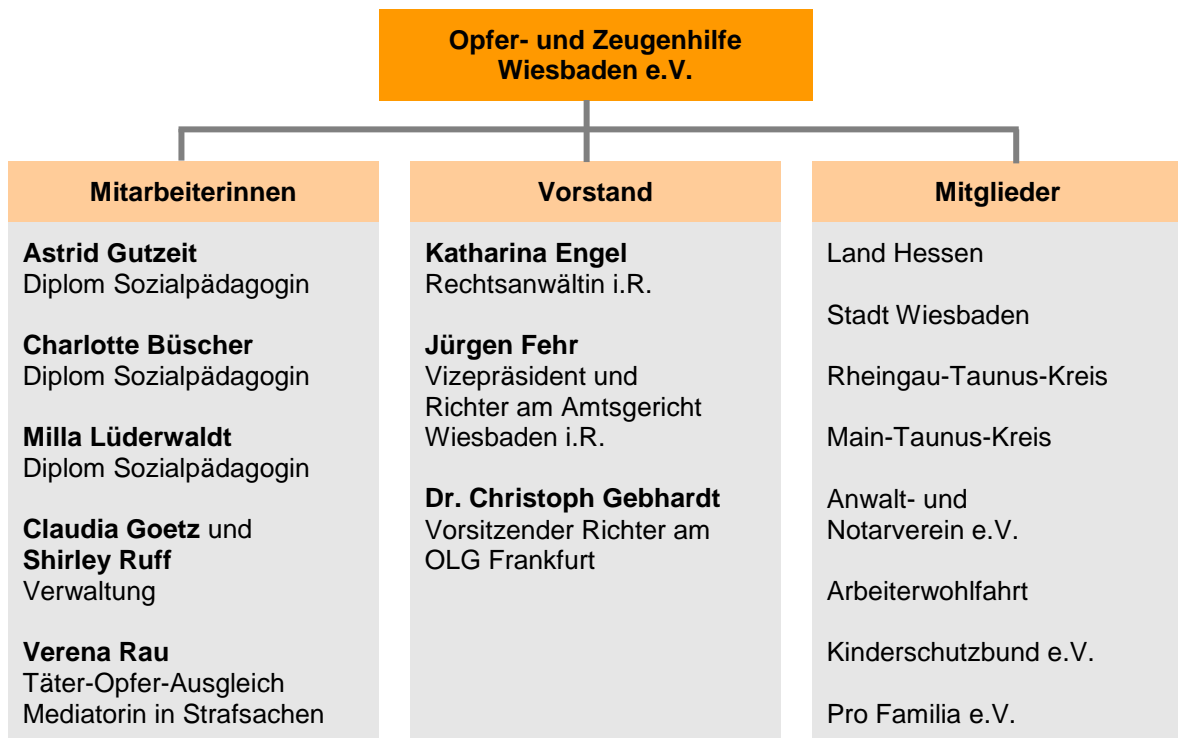 Opfer- und Zeugenhilfe
Wiesbaden e.V.
Mitarbeiterinnen
Astrid Gutzeit
Diplom Sozialpädagogin
Charlotte Büscher
Diplom Sozialpädagogin
Milla Lüderwaldt
Diplom Sozialpädagogin
Claudia Goetz und
Shirley Ruff
Verwaltung
Verena Rau
Täter-Opfer-Ausgleich
Mediatorin in Strafsachen
Vorstand
Katharina Engel
Rechtsanwältin i.R.
Jürgen Fehr
Vizepräsident und
Richter am Amtsgericht
Wiesbaden i.R.
Dr. Christoph Gebhardt
Vorsitzender Richter am
OLG Frankfurt
Mitglieder
Land Hessen
Stadt Wiesbaden
Rheingau-Taunus-Kreis
Main-Taunus-Kreis
Anwalt- und
Notarverein e.V.
Arbeiterwohlfahrt
Kinderschutzbund e.V.
Pro Familia e.V.